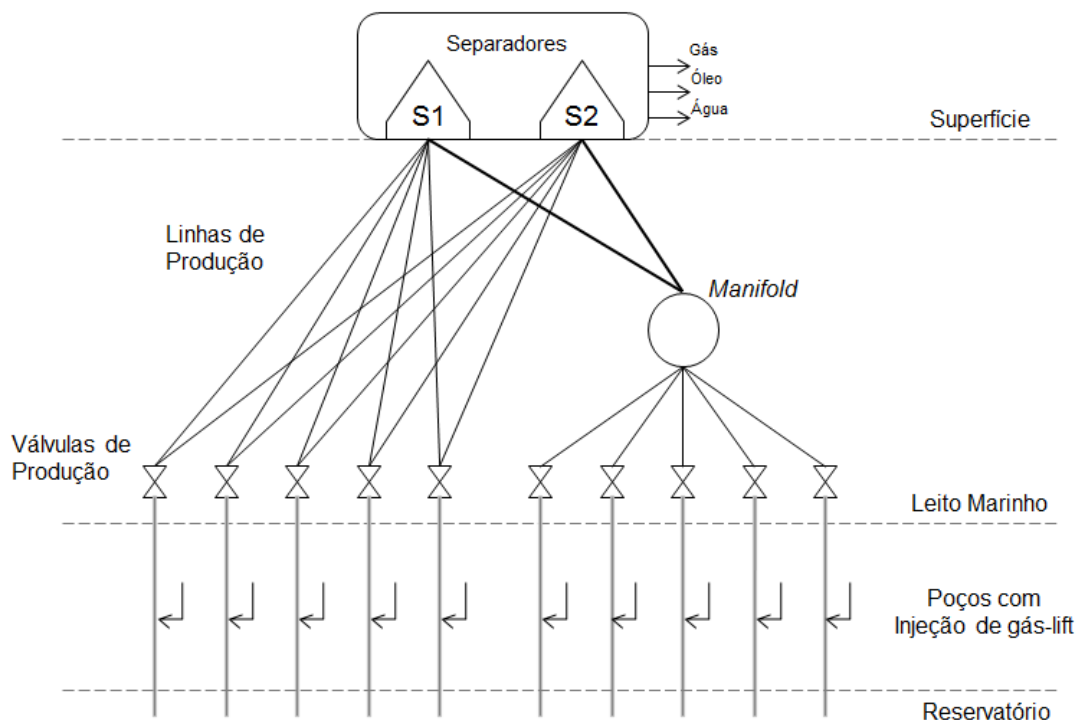 Separadores
S1
S2
Gás
Óleo
Água
Superfície
Linhas de
Produção
Manifold
Válvulas de
Produção
Leito Marinho
Poços com
Injeção de gás-lift
Reservatório